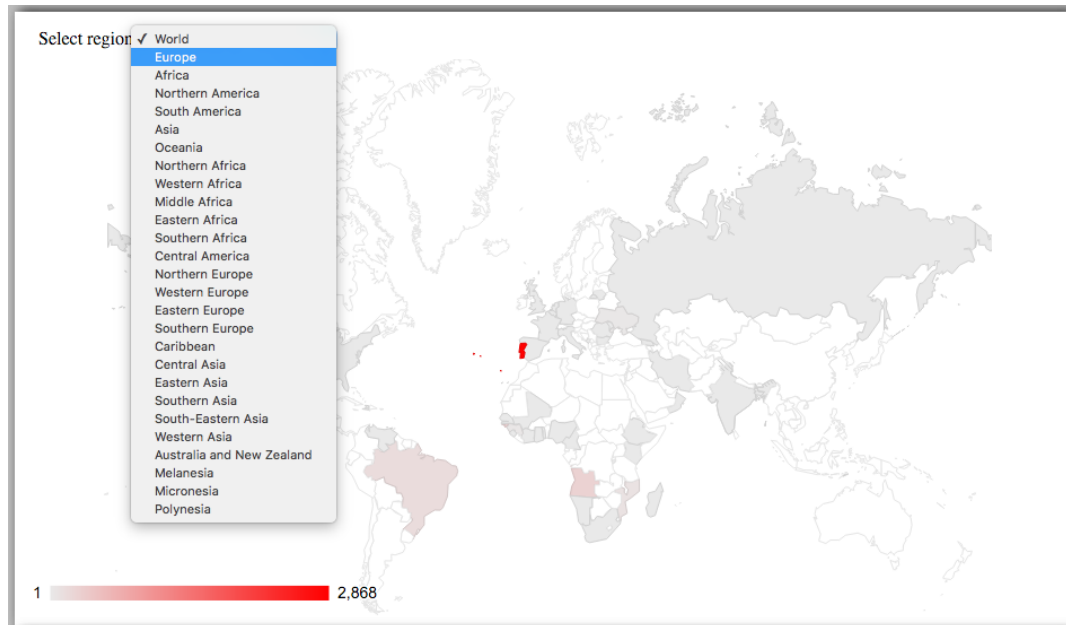 Select region
✓ World
Europe
Africa
Northern America
South America
Asia
Oceania
Northern Africa
Western Africa
Middle Africa
Eastern Africa
Southern Africa
Central America
Northern Europe
Western Europe
Eastern Europe
Southern Europe
Caribbean
Central Asia
Eastern Asia
Southern Asia
South-Eastern Asia
Western Asia
Australia and New Zealand
Melanesia
Micronesia
Polynesia
1 2,868